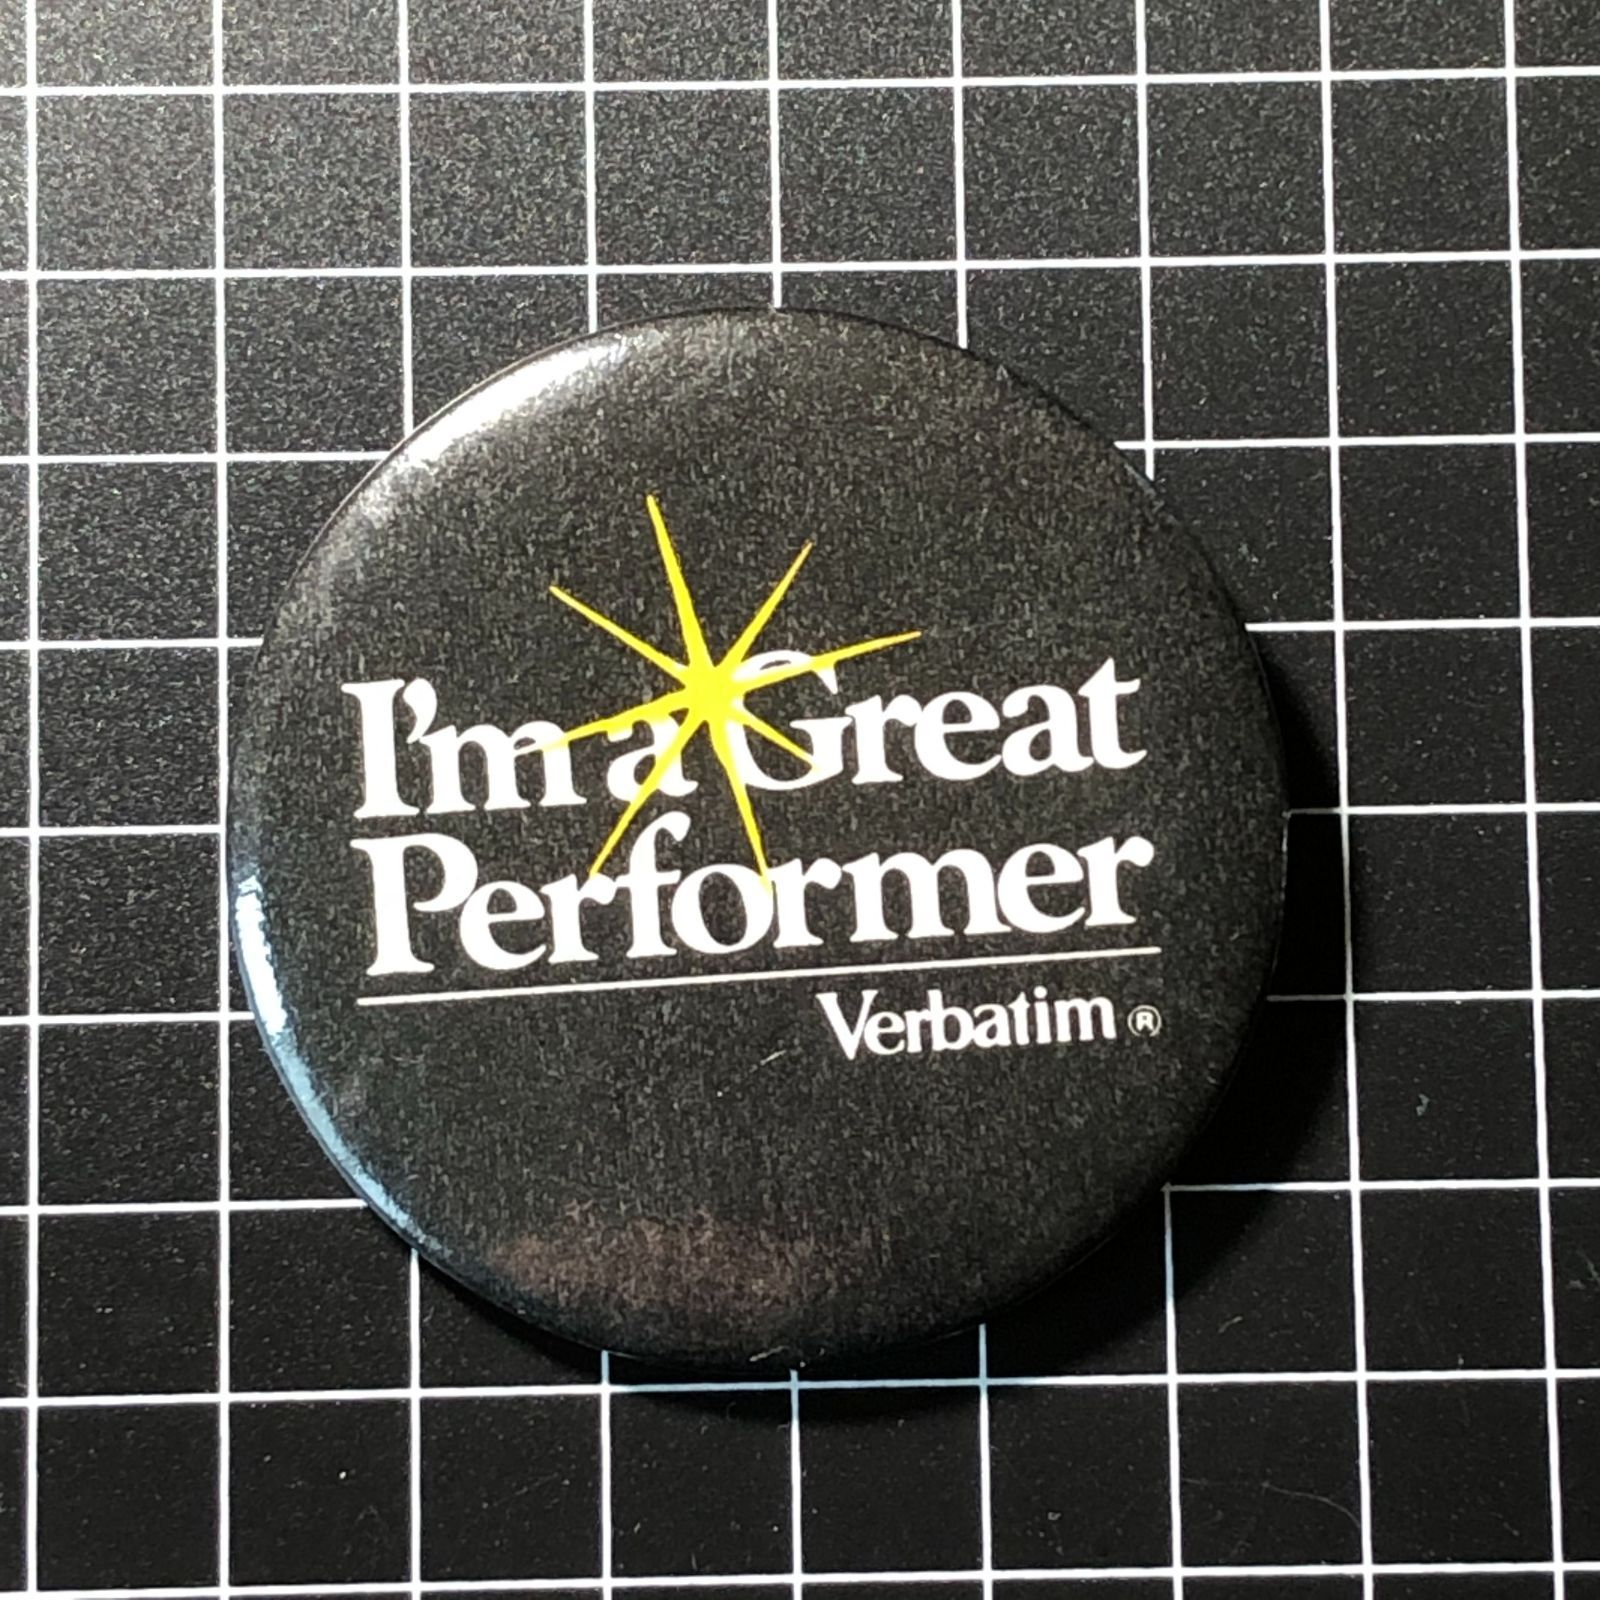 I'm a Great
Performer
Verbatim ®